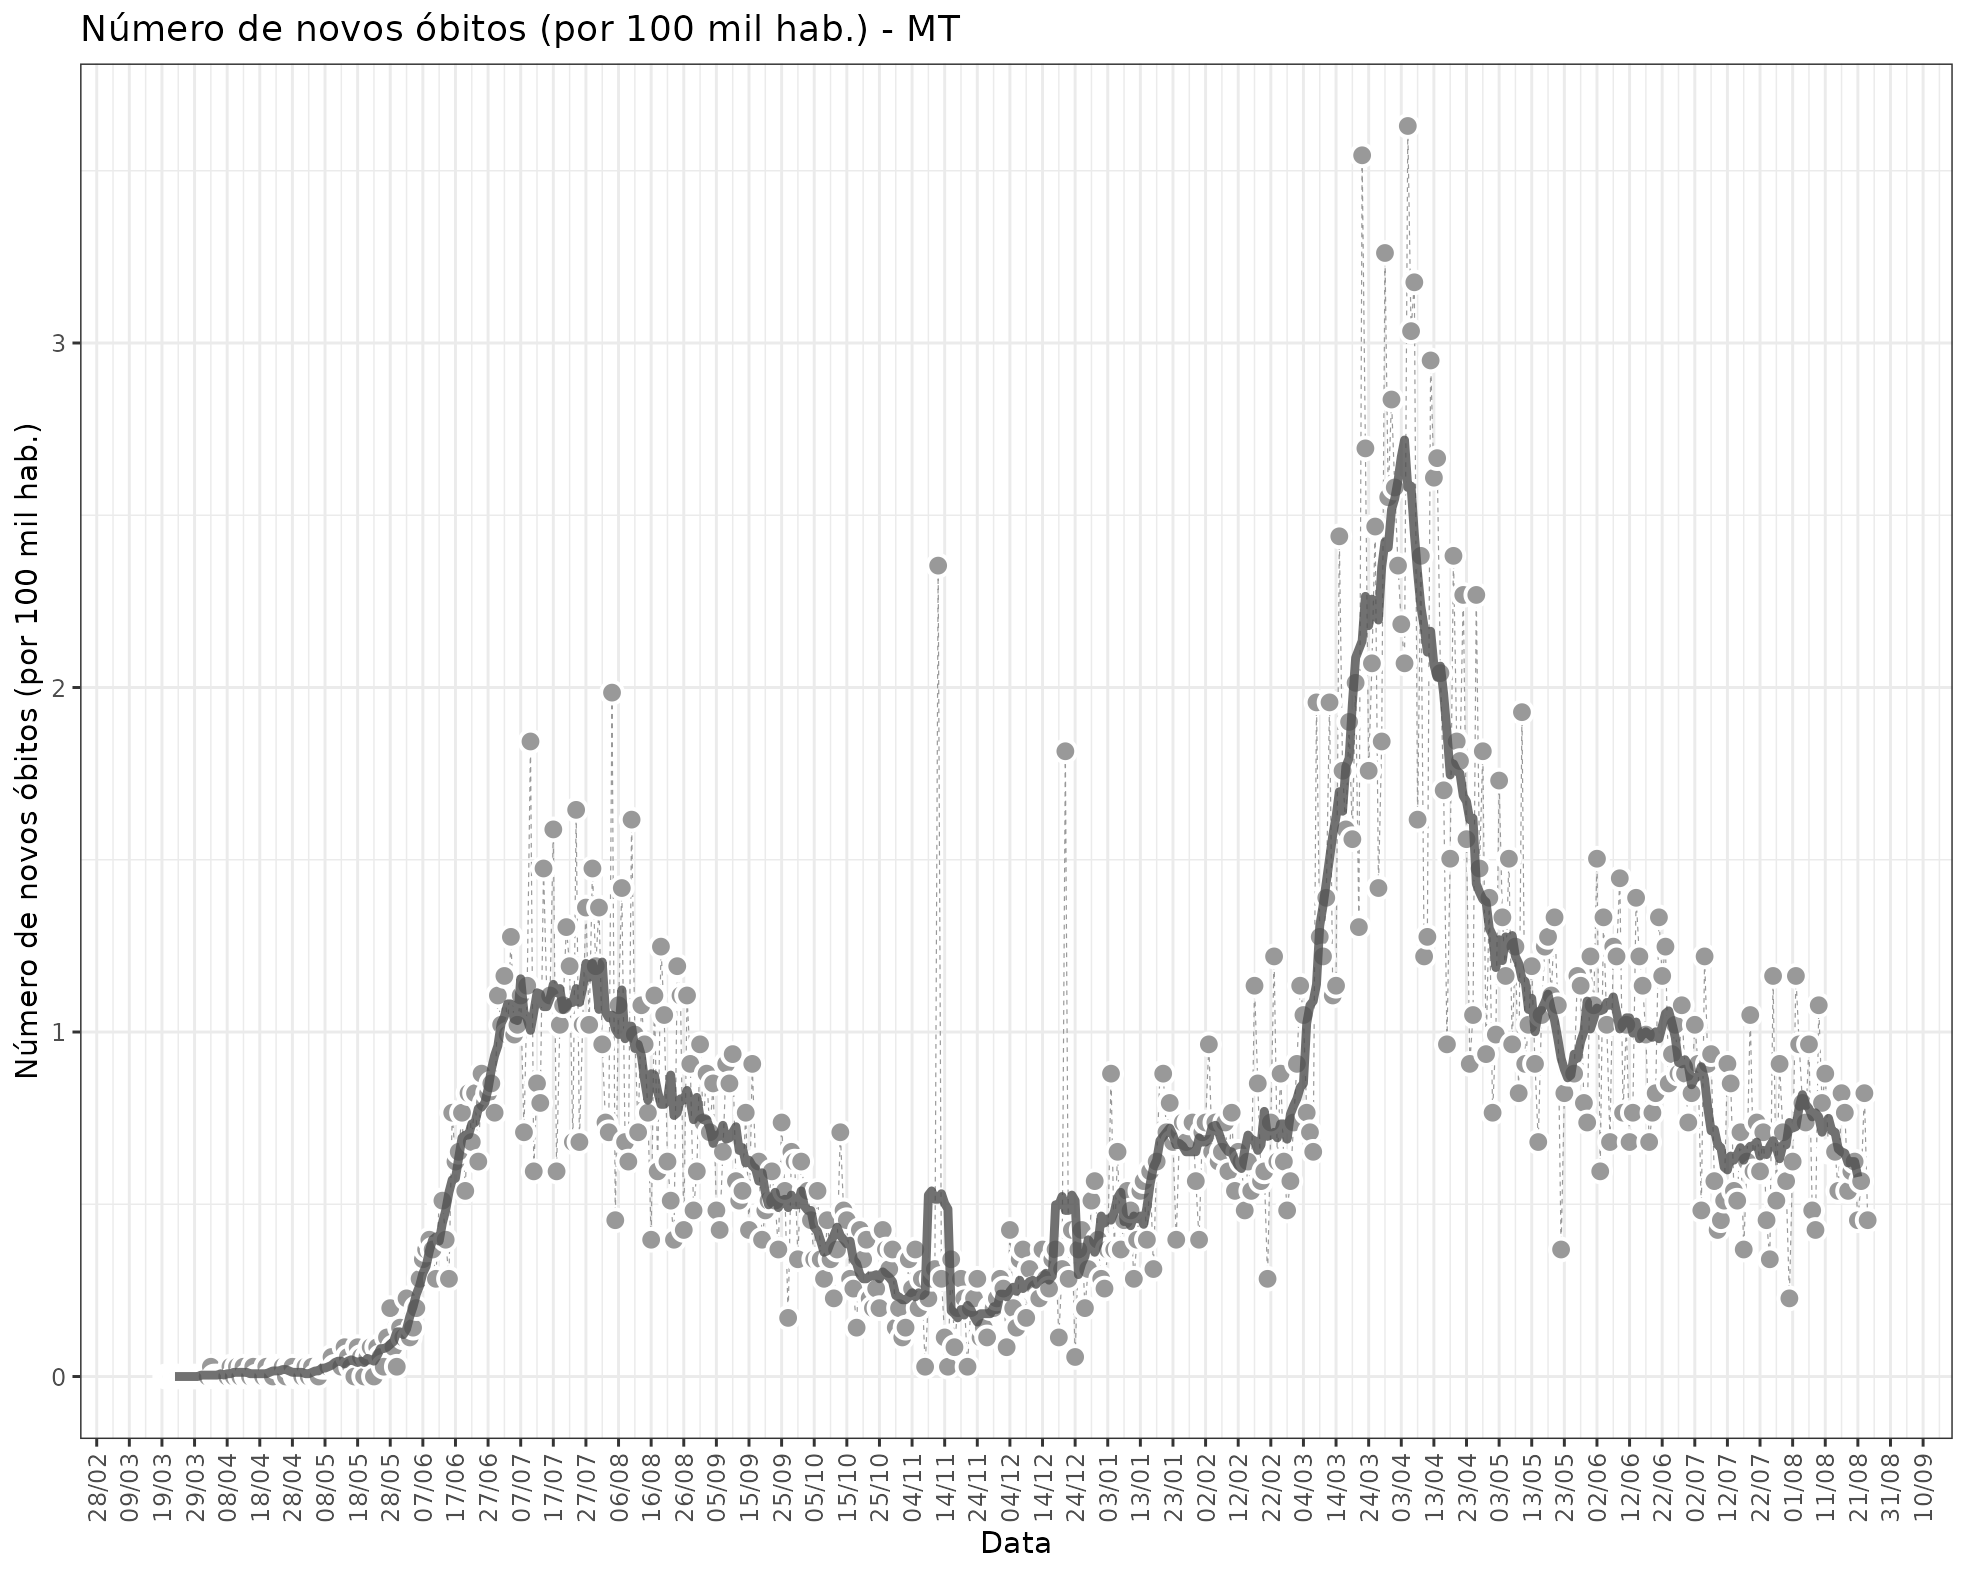 Número de novos óbitos (por 100 mil hab.) - MT
Número de novos óbitos (por 100 mil hab.)
3
2
1
0
28/02 09/03 19/03 29/03 08/04 18/04 28/04 08/05 18/05 28/05 07/06 17/06 27/06 07/07 17/07 27/07 06/08 16/08 26/08 05/09 15/09 25/09 05/10 15/10 25/10 04/11 14/11 24/11 04/12 14/12 24/12 03/01 13/01 23/01 02/02 12/02 22/02 04/03 14/03 24/03 03/04 13/04 23/04 03/05 13/05 23/05 02/06 12/06 22/06 02/07 12/07 22/07 01/08 11/08 21/08 31/08 10/09
Data